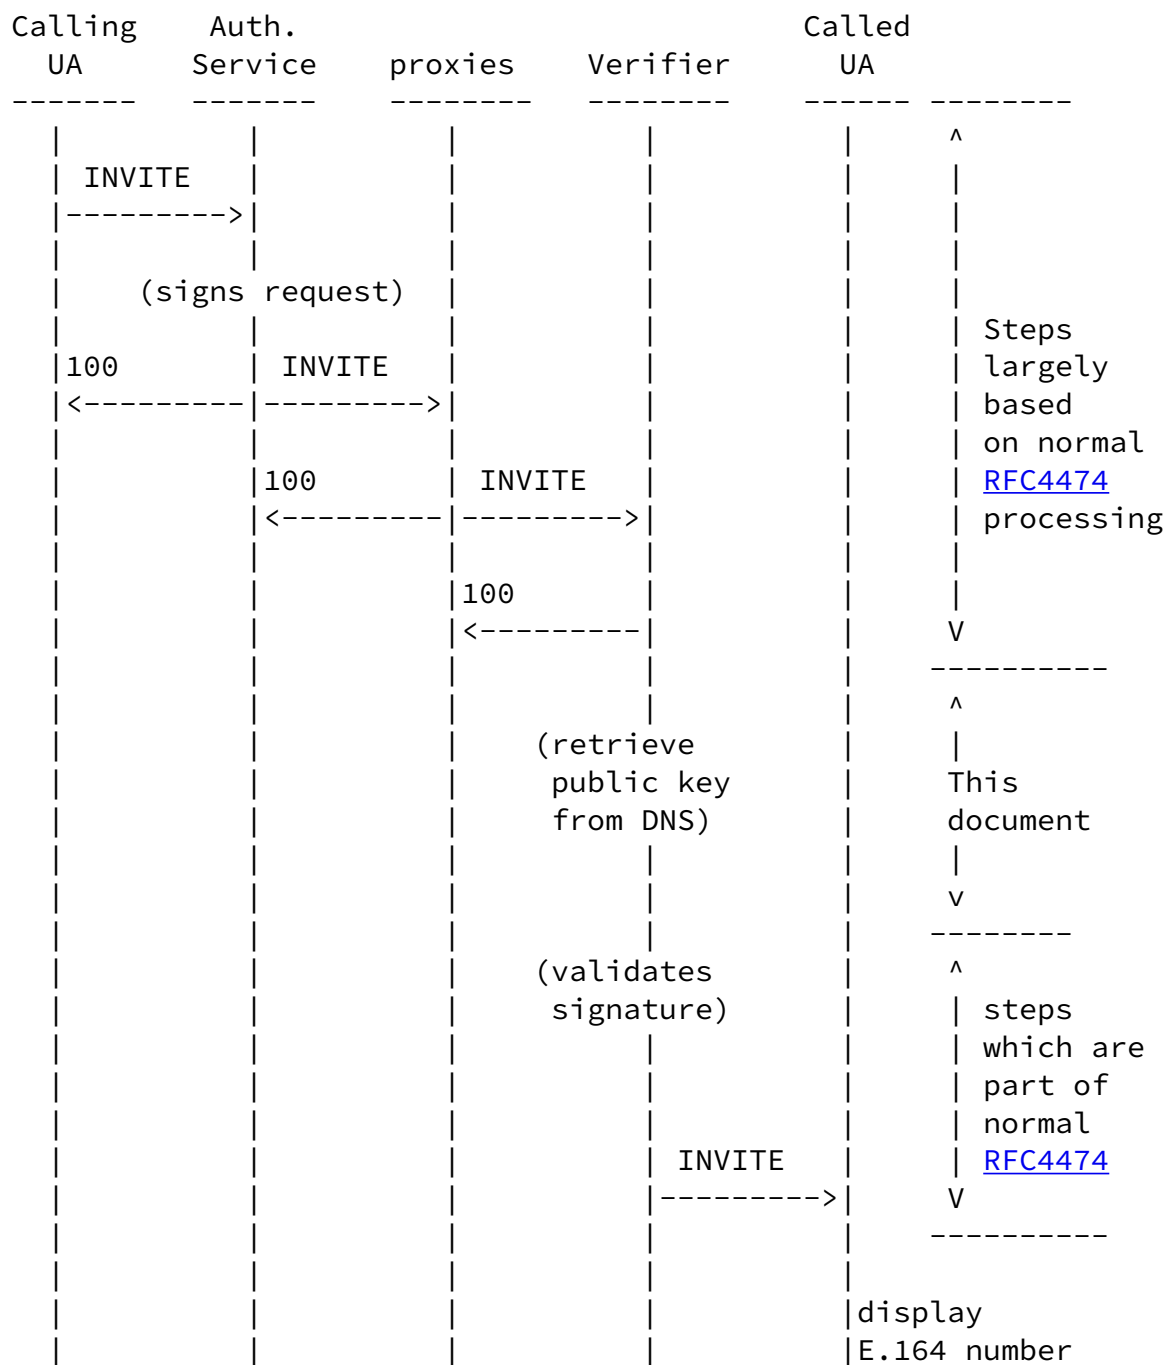 Calling Auth. Called
UA Service proxies Verifier UA
------- ------- -------- -------- ------ --------
INVITE
(signs request)
Steps
100 INVITE largely
based
on normal
100 INVITE RFC4474
processing
100
V
(retrieve
public key This
from DNS) document
v
(validates
signature) steps
which are
part of
normal
INVITE RFC4474
V
display
E.164 number